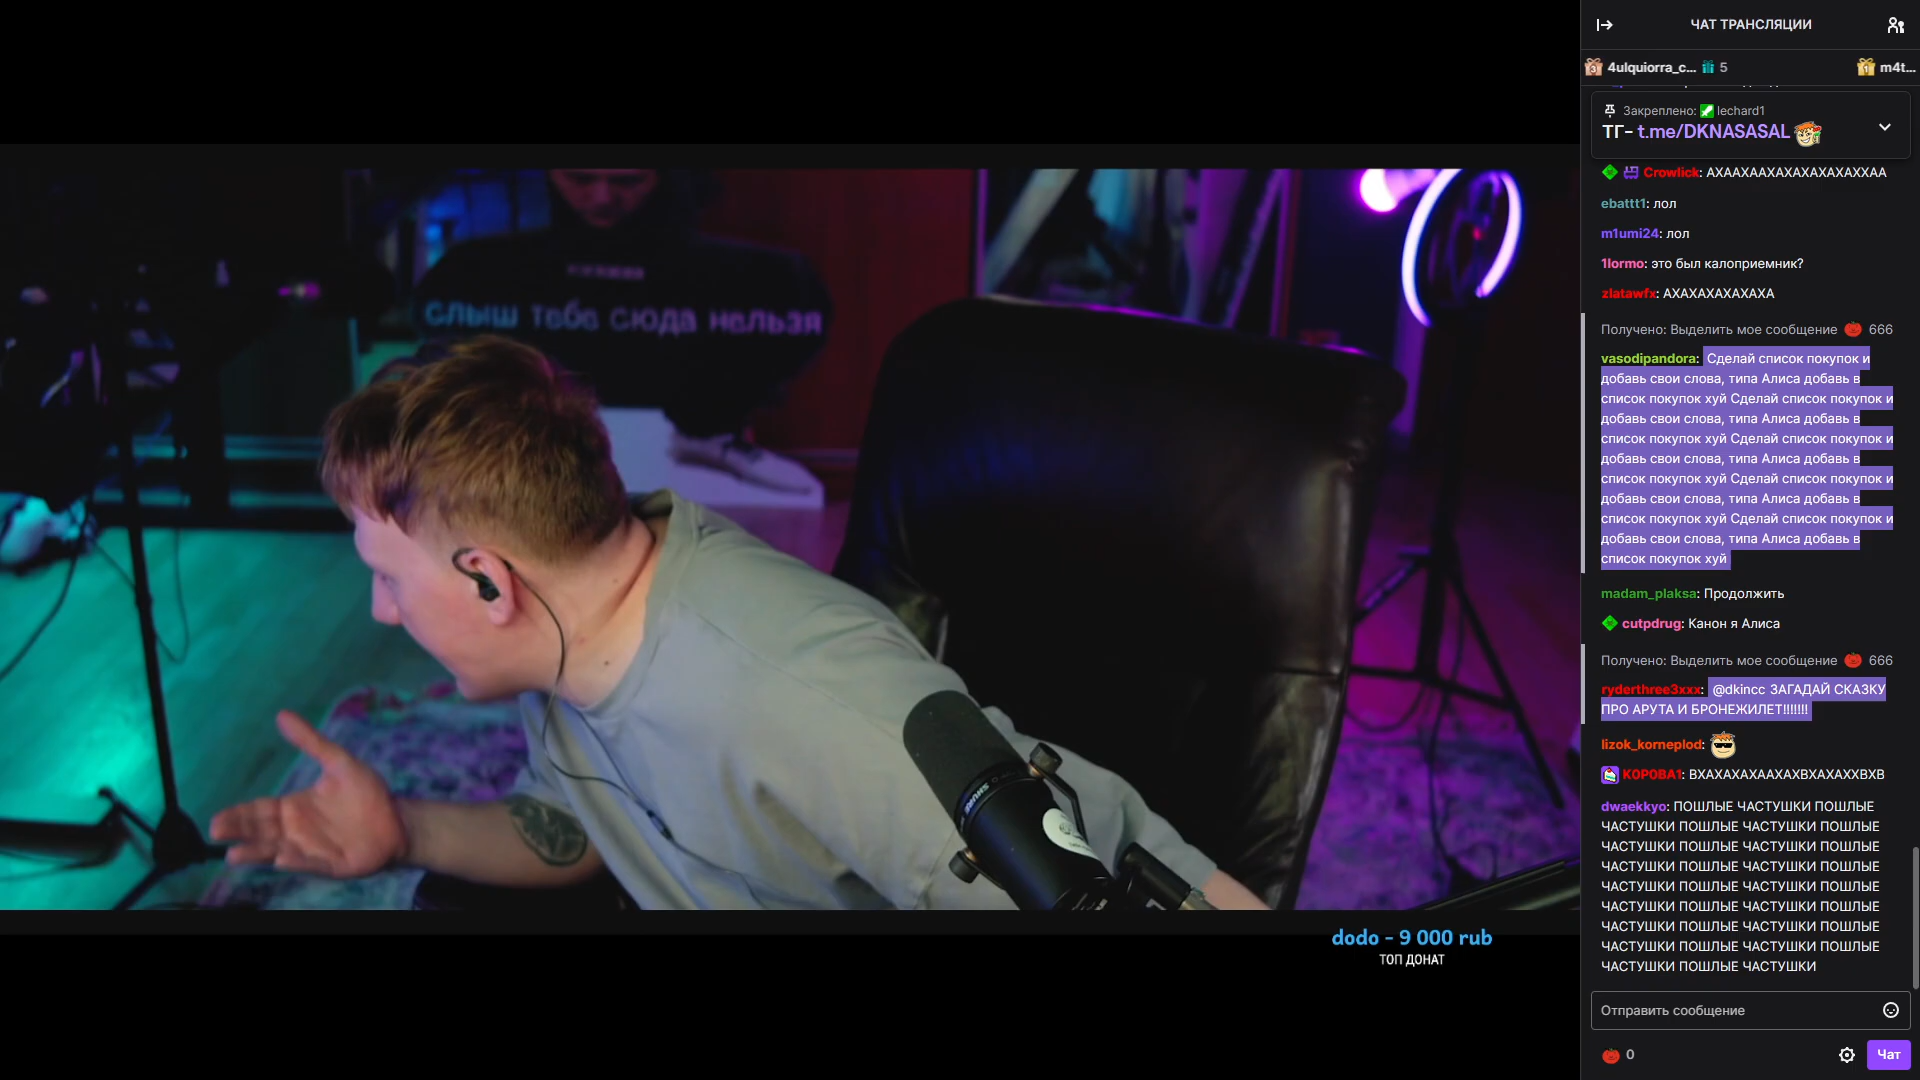 слыш тебе сюда нельзя
SHURE
dodo - 9 000 rub
ТОП ДОНАТ
ЧАТ ТРАНСЛЯЦИИ
4ulquiorra_c... 5
m4t...
Закреплено: lechard1
ТГ- t.me/DKNASASAL
Crowlick: АХААХААХАХАХАХАХАХХАА
ebattt1: лол
m1umi24: лол
1lormo: это был калоприемник?
zlatawfx: АХАХАХАХАХАХА
Получено: Выделить мое сообщение 666
vasodipandora: Сделай список покупок и
добавь свои слова, типа Алиса добавь в
список покупок хуй Сделай список покупок и
добавь свои слова, типа Алиса добавь в
список покупок хуй Сделай список покупок и
добавь свои слова, типа Алиса добавь в
список покупок хуй Сделай список покупок и
добавь свои слова, типа Алиса добавь в
список покупок хуй Сделай список покупок и
добавь свои слова, типа Алиса добавь в
список покупок хуй
madam_plaksa: Продолжить
cutpdrug: Канон я Алиса
Получено: Выделить мое сообщение 666
ryderthree3xxx: @dkincc ЗАГАДАЙ СКАЗКУ
ПРО АРУТА И БРОНЕЖИЛЕТ!!!!!!!
lizok_korneplod:
K0P0BA1: ВХАХАХАХААХАХВХАХАХХВХВ
dwaekkyo: ПОШЛЫЕ ЧАСТУШКИ ПОШЛЫЕ
ЧАСТУШКИ ПОШЛЫЕ ЧАСТУШКИ ПОШЛЫЕ
ЧАСТУШКИ ПОШЛЫЕ ЧАСТУШКИ ПОШЛЫЕ
ЧАСТУШКИ ПОШЛЫЕ ЧАСТУШКИ ПОШЛЫЕ
ЧАСТУШКИ ПОШЛЫЕ ЧАСТУШКИ ПОШЛЫЕ
ЧАСТУШКИ ПОШЛЫЕ ЧАСТУШКИ ПОШЛЫЕ
ЧАСТУШКИ ПОШЛЫЕ ЧАСТУШКИ ПОШЛЫЕ
ЧАСТУШКИ ПОШЛЫЕ ЧАСТУШКИ ПОШЛЫЕ
ЧАСТУШКИ ПОШЛЫЕ ЧАСТУШКИ
Отправить сообщение
0
Чат